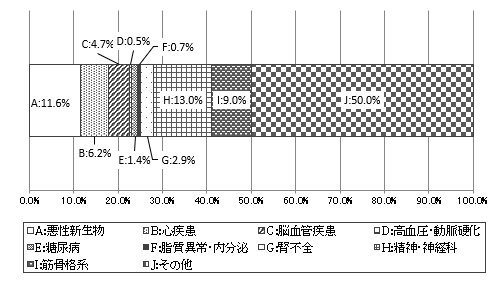 C:4.7% D:0.5% F:0.7%
A:11.6% H:13.0% I:9.0% J:50.0%
B:6.2% E:1.4% G:2.9%
0.0% 10.0% 20.0% 30.0% 40.0% 50.0% 60.0% 70.0% 80.0% 90.0% 100.0%
A:悪性新生物 B:心疾患 C:脳血管疾患 D:高血圧・動脈硬化
E:糖尿病 F:脂質異常・内分泌 G:腎不全 H:精神・神経科
I:筋骨格系 J:その他